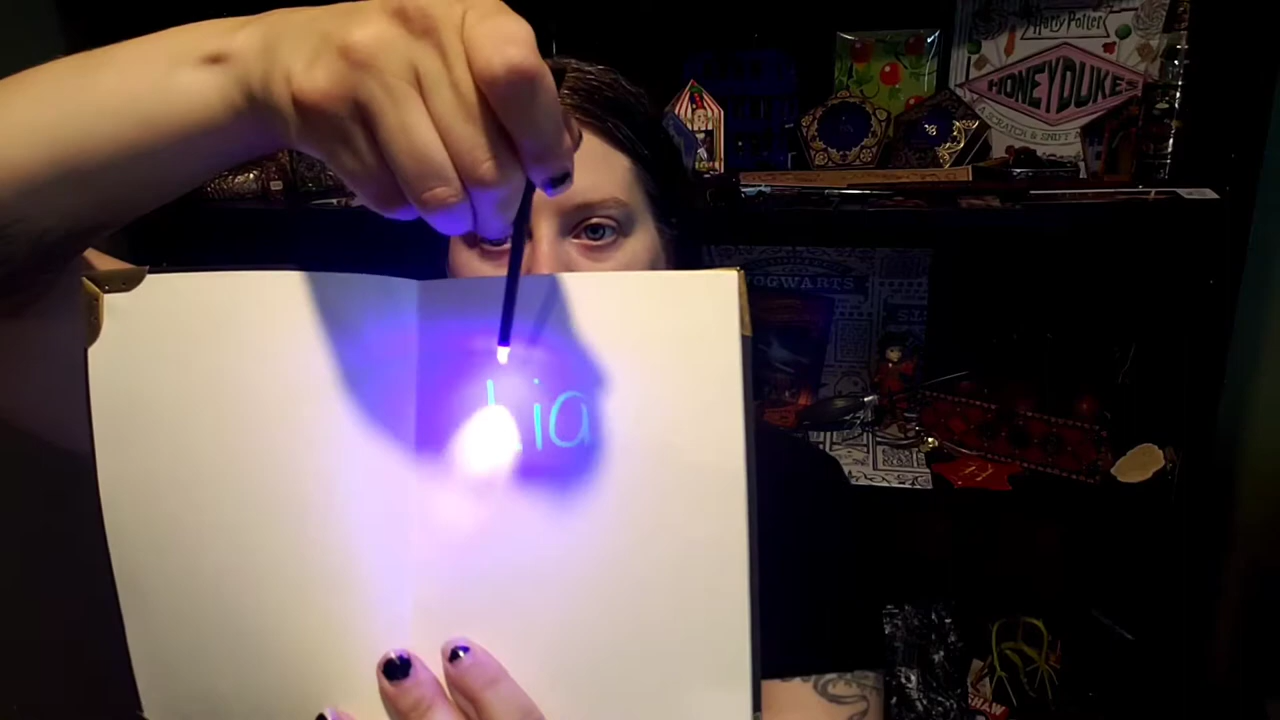 Harry Potter
HONEYDUKES
A SCRATCH & SNIFF A
HOGWARTS
Lia